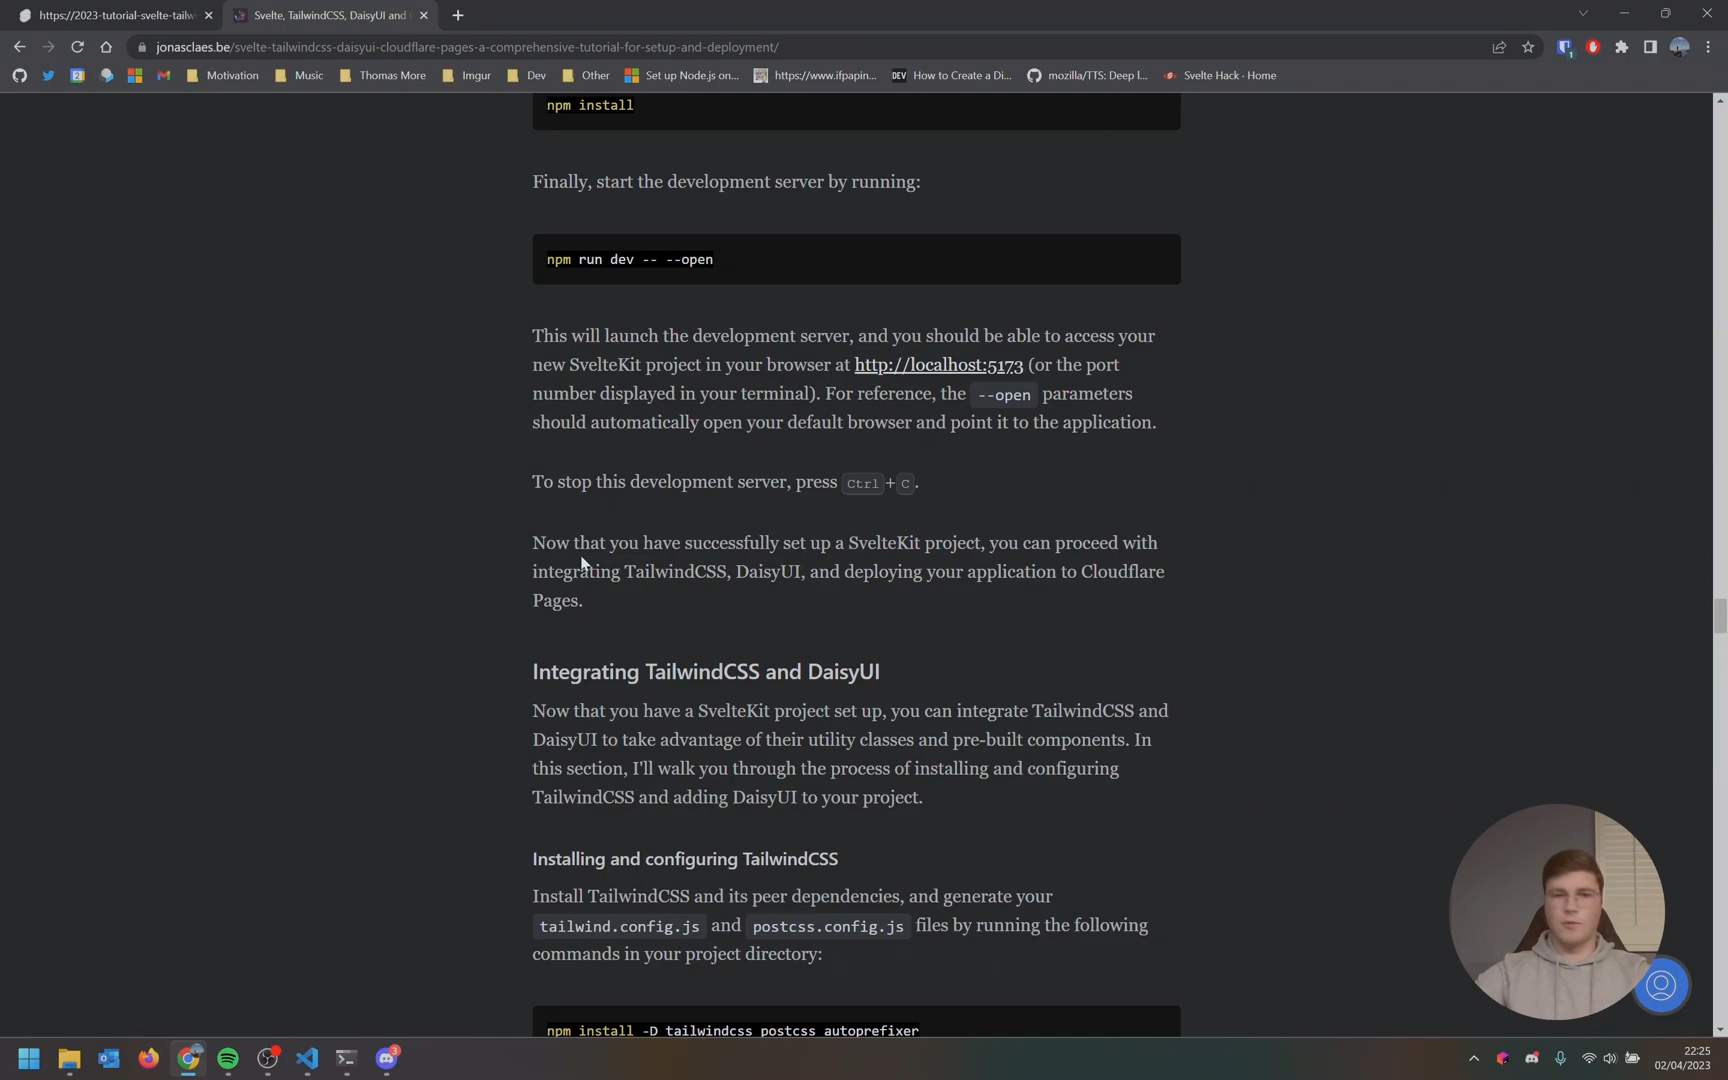 https://2023-tutorial-svelte-tailw
Svelte, TailwindCSS, DaisyUI and
jonasclaes.be/svelte-tailwindcss-daisyui-cloudflare-pages-a-comprehensive-tutorial-for-setup-and-deployment/
Motivation
Music
Thomas More
Imgur
Dev
Other
Set up Node.js on...
https://www.ifpapin...
How to Create a Di...
mozilla/TTS: Deep l...
Svelte Hack · Home
npm install
Finally, start the development server by running:
npm run dev -- --open
This will launch the development server, and you should be able to access your
new SvelteKit project in your browser at http://localhost:5173 (or the port
number displayed in your terminal). For reference, the --open parameters
should automatically open your default browser and point it to the application.
To stop this development server, press Ctrl+C.
Now that you have successfully set up a SvelteKit project, you can proceed with
integrating TailwindCSS, DaisyUI, and deploying your application to Cloudflare
Pages.
Integrating TailwindCSS and DaisyUI
Now that you have a SvelteKit project set up, you can integrate TailwindCSS and
DaisyUI to take advantage of their utility classes and pre-built components. In
this section, I'll walk you through the process of installing and configuring
TailwindCSS and adding DaisyUI to your project.
Installing and configuring TailwindCSS
Install TailwindCSS and its peer dependencies, and generate your
tailwind.config.js and postcss.config.js files by running the following
commands in your project directory:
npm install -D tailwindcss postcss autoprefixer
22:25
02/04/2023